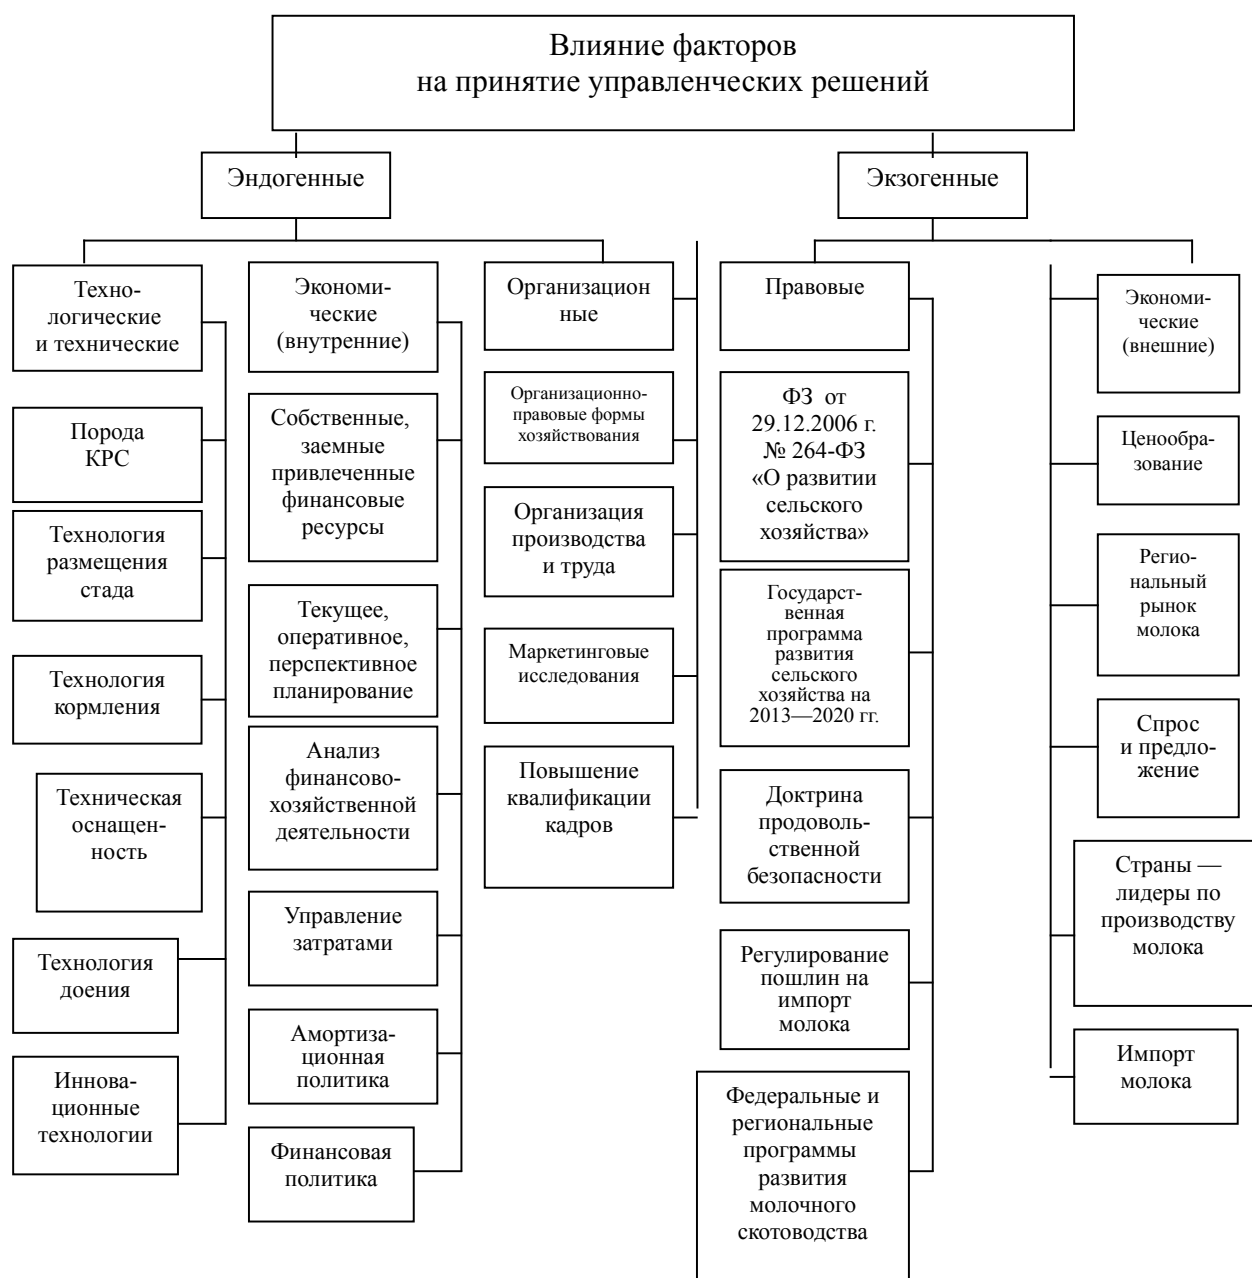 Влияние факторов
на принятие управленческих решений
Эндогенные
Экзогенные
Техно-
логические
и технические
Порода
КРС
Технология
размещения
стада
Технология
кормления
Техническая
оснащен-
ность
Технология
доения
Иннова-
ционные
технологии
Экономи-
ческие
(внутренние)
Собственные,
заемные
привлеченные
финансовые
ресурсы
Текущее,
оперативное,
перспективное
планирование
Анализ
финансово-
хозяйственной
деятельности
Управление
затратами
Амортиза-
ционная
политика
Финансовая
политика
Организацион
ные
Организационно-
правовые формы
хозяйствования
Организация
производства
и труда
Маркетинговые
исследования
Повышение
квалификации
кадров
Правовые
ФЗ от
29.12.2006 г.
№ 264-ФЗ
«О развитии
сельского
хозяйства»
Государст-
венная
программа
развития
сельского
хозяйства на
2013—2020 гг.
Доктрина
продоволь-
ственной
безопасности
Регулирование
пошлин на
импорт
молока
Федеральные и
региональные
программы
развития
молочного
скотоводства
Экономи-
ческие
(внешние)
Ценообра-
зование
Регио-
нальный
рынок
молока
Спрос
и предло-
жение
Страны —
лидеры по
производству
молока
Импорт
молока